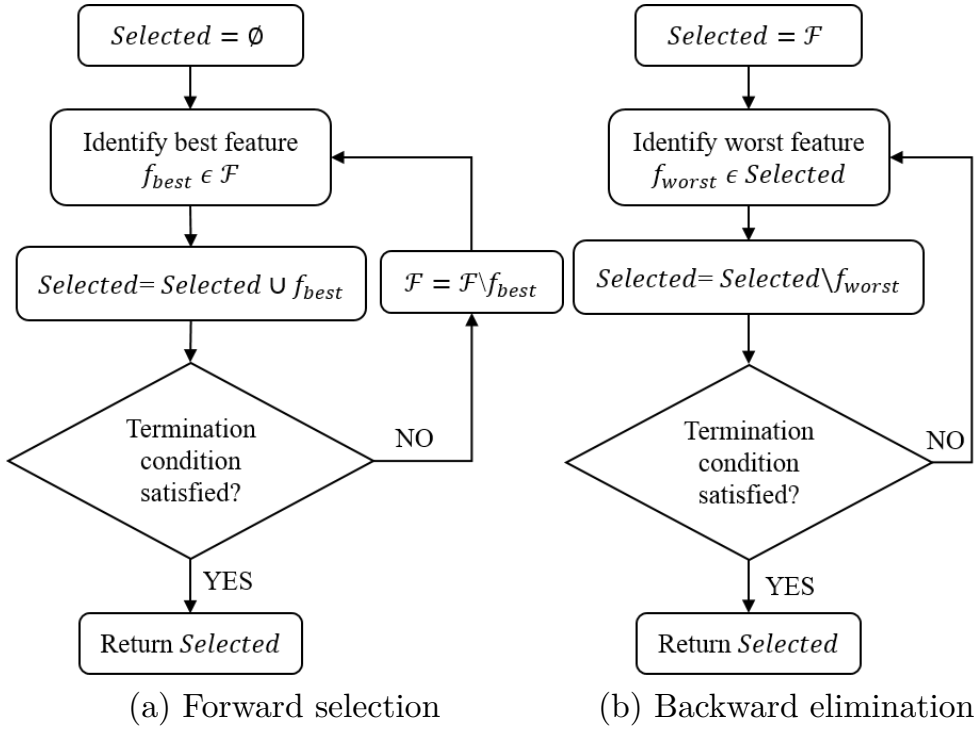 Selected = ∅
Identify best feature
f_best ϵ ℱ
Selected= Selected ∪ f_best
ℱ = ℱ\f_best
Termination
condition
satisfied?
NO
YES
Return Selected
(a) Forward selection
Selected = ℱ
Identify worst feature
f_worst ∈ Selected
Selected= Selected\f_worst
Termination
condition
satisfied?
NO
YES
Return Selected
(b) Backward elimination